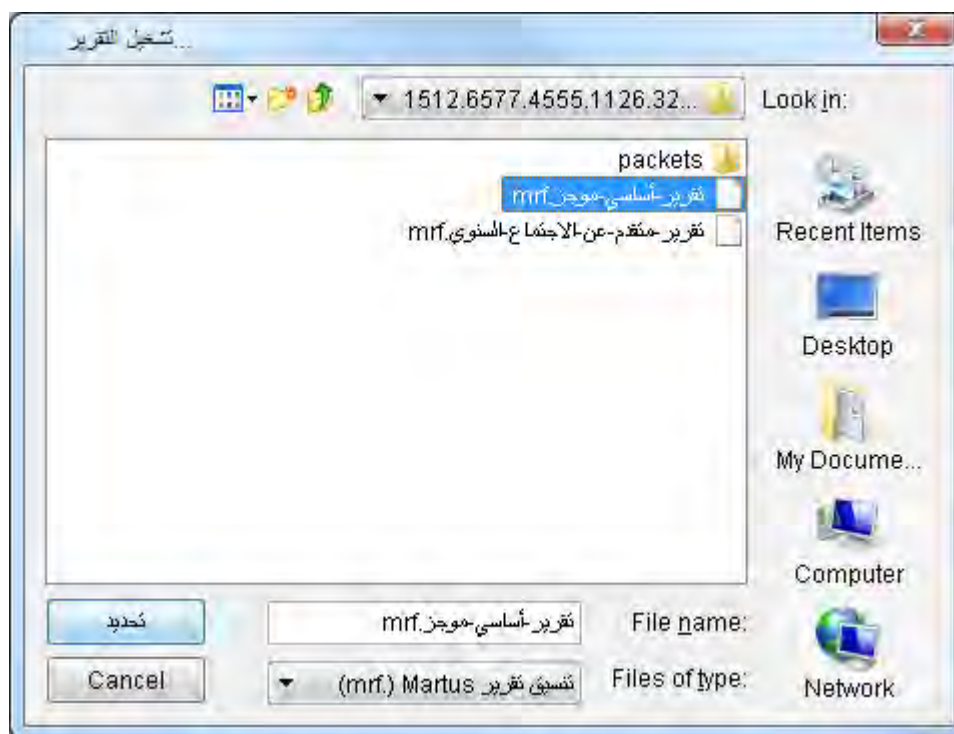 تشغيل التقرير...
Look in:
1512.6577.4555.1126.32...
packets
تقرير-أساسي-موجز.mrf
تقرير-متقدم-عن-الاجتماع-السنوي.mrf
Recent Items
Desktop
My Docume...
Computer
Network
File name:
تقرير-أساسي-موجز.mrf
تحديد
Files of type:
تنسيق تقرير Martus (.mrf)
Cancel